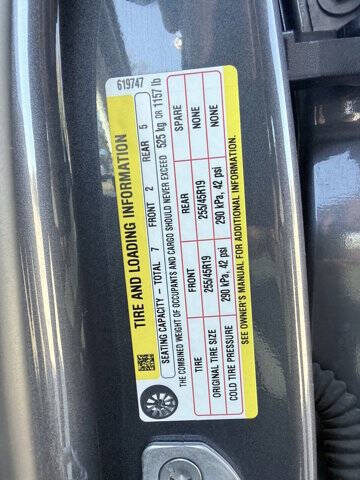 619747
TIRE AND LOADING INFORMATION
SEATING CAPACITY – TOTAL 7 FRONT 2 REAR 5
THE COMBINED WEIGHT OF OCCUPANTS AND CARGO SHOULD NEVER EXCEED 525 kg OR 1157 lb
TIRE FRONT REAR SPARE
ORIGINAL TIRE SIZE 255/45R19 255/45R19 NONE
COLD TIRE PRESSURE 290 kPa, 42 psi 290 kPa, 42 psi NONE
SEE OWNER'S MANUAL FOR ADDITIONAL INFORMATION.